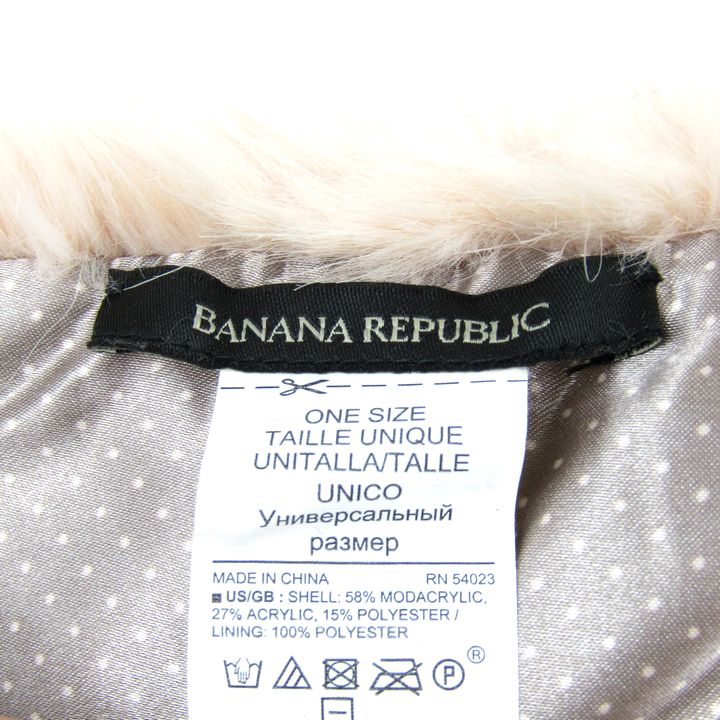 BANANA REPUBLIC
ONE SIZE
TAILLE UNIQUE
UNITALLA/TALLE
UNICO
Универсальный
размер
MADE IN CHINA RN 54023
US/GB : SHELL: 58% MODACRYLIC,
27% ACRYLIC, 15% POLYESTER /
LINING: 100% POLYESTER
P ®